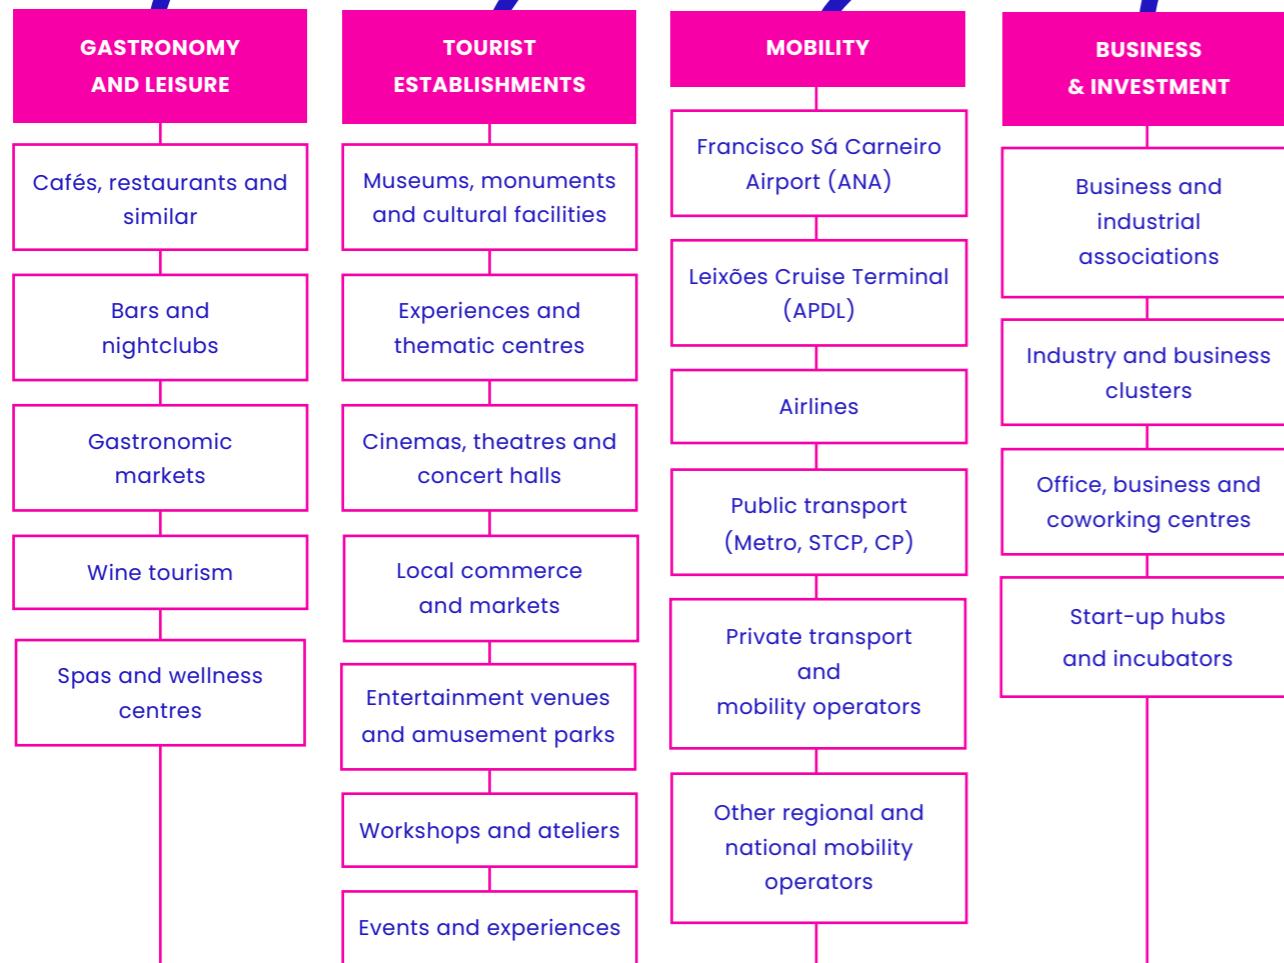 GASTRONOMY
AND LEISURE
Cafés, restaurants and
similar
Bars and
nightclubs
Gastronomic
markets
Wine tourism
Spas and wellness
centres
TOURIST
ESTABLISHMENTS
Museums, monuments
and cultural facilities
Experiences and
thematic centres
Cinemas, theatres and
concert halls
Local commerce
and markets
Entertainment venues
and amusement parks
Workshops and ateliers
Events and experiences
MOBILITY
Francisco Sá Carneiro
Airport (ANA)
Leixões Cruise Terminal
(APDL)
Airlines
Public transport
(Metro, STCP, CP)
Private transport
and
mobility operators
Other regional and
national mobility
operators
BUSINESS
& INVESTMENT
Business and
industrial
associations
Industry and business
clusters
Office, business and
coworking centres
Start-up hubs
and incubators